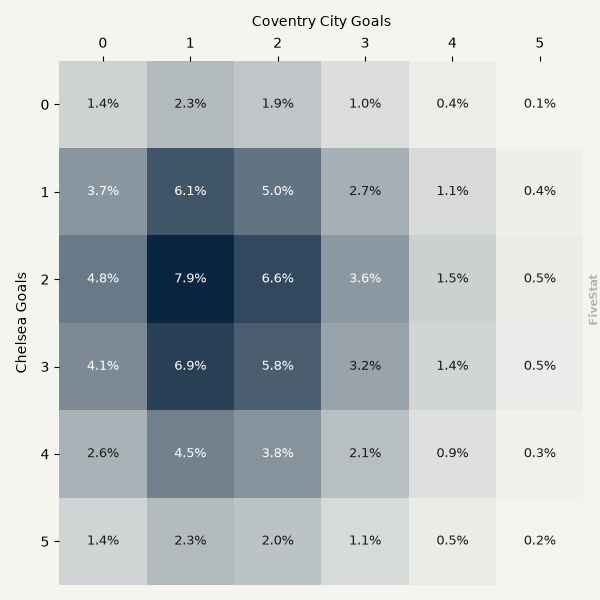 Coventry City Goals
0 1 2 3 4 5
0 1.4% 2.3% 1.9% 1.0% 0.4% 0.1%
1 3.7% 6.1% 5.0% 2.7% 1.1% 0.4%
2 4.8% 7.9% 6.6% 3.6% 1.5% 0.5%
3 4.1% 6.9% 5.8% 3.2% 1.4% 0.5%
4 2.6% 4.5% 3.8% 2.1% 0.9% 0.3%
5 1.4% 2.3% 2.0% 1.1% 0.5% 0.2%
Chelsea Goals
FiveStat